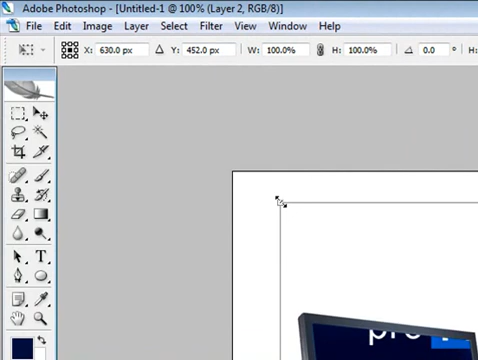 Adobe Photoshop - [Untitled-1 @ 100% (Layer 2, RGB/8)]
File Edit Image Layer Select Filter View Window Help
X: 630.0 px Y: 452.0 px W: 100.0% H: 100.0% 0.0 ° H:
T
pro